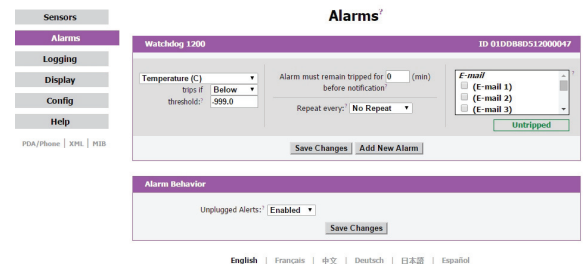 Alarms?
Sensors
Alarms
Logging
Display
Config
Help
PDA/Phone | XML | MIB
Watchdog 1200 ID 01DDB8D512000047
Temperature (C)
trips if Below
threshold:? -999.0
Alarm must remain tripped for 0 (min)
before notification?
Repeat every:? No Repeat
E-mail ?
(E-mail 1)
(E-mail 2)
(E-mail 3)
Untripped
Save Changes Add New Alarm
Alarm Behavior
Unplugged Alerts:? Enabled
Save Changes
English | Français | 中文 | Deutsch | 日本語 | Español